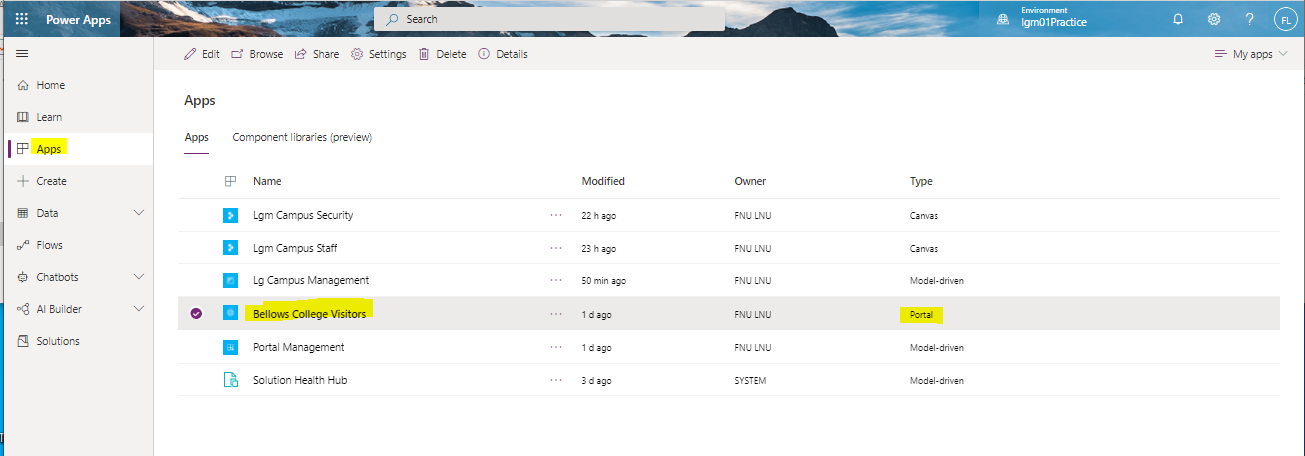 Power Apps
Search
Environment
lgm01Practice
?
FL
Edit Browse Share Settings Delete Details
My apps
Home
Learn
Apps
Create
Data
Flows
Chatbots
AI Builder
Solutions
Apps
Apps Component libraries (preview)
Name Modified Owner Type
Lgm Campus Security ... 22 h ago FNU LNU Canvas
Lgm Campus Staff ... 23 h ago FNU LNU Canvas
Lg Campus Management ... 50 min ago FNU LNU Model-driven
Bellows College Visitors ... 1 d ago FNU LNU Portal
Portal Management ... 1 d ago FNU LNU Model-driven
Solution Health Hub ... 3 d ago SYSTEM Model-driven